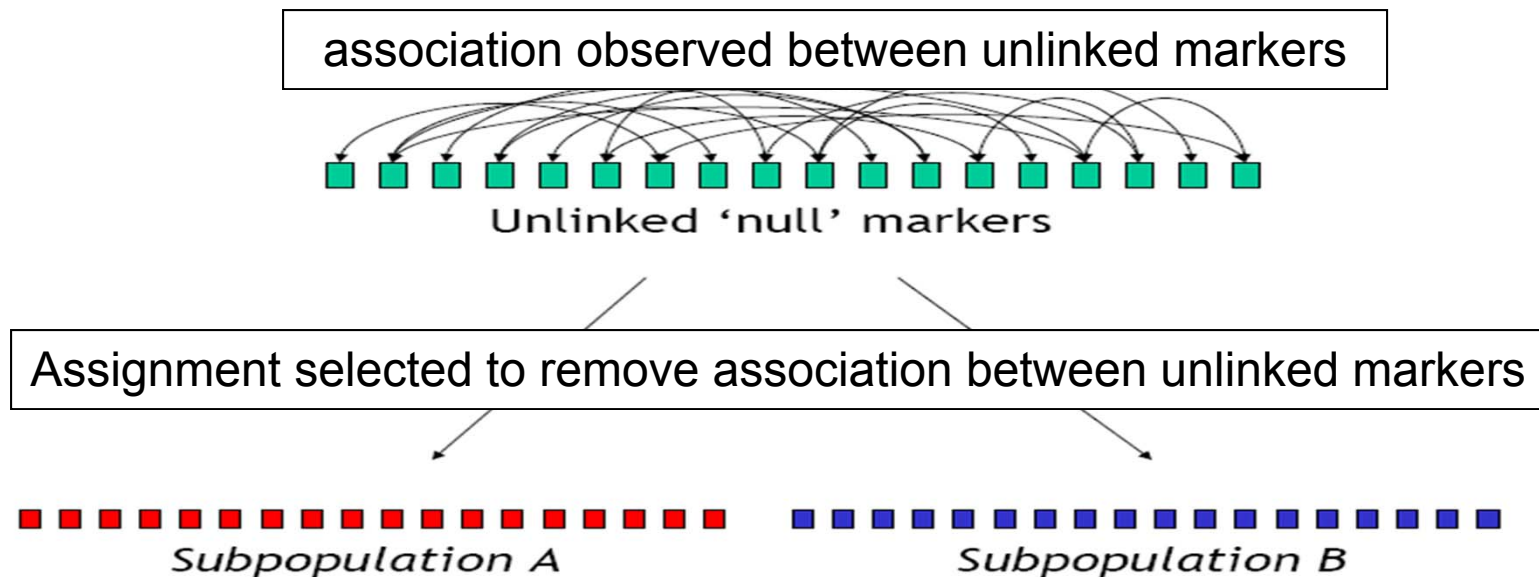 association observed between unlinked markers
Unlinked ‘null’ markers
Assignment selected to remove association between unlinked markers
Subpopulation A
Subpopulation B